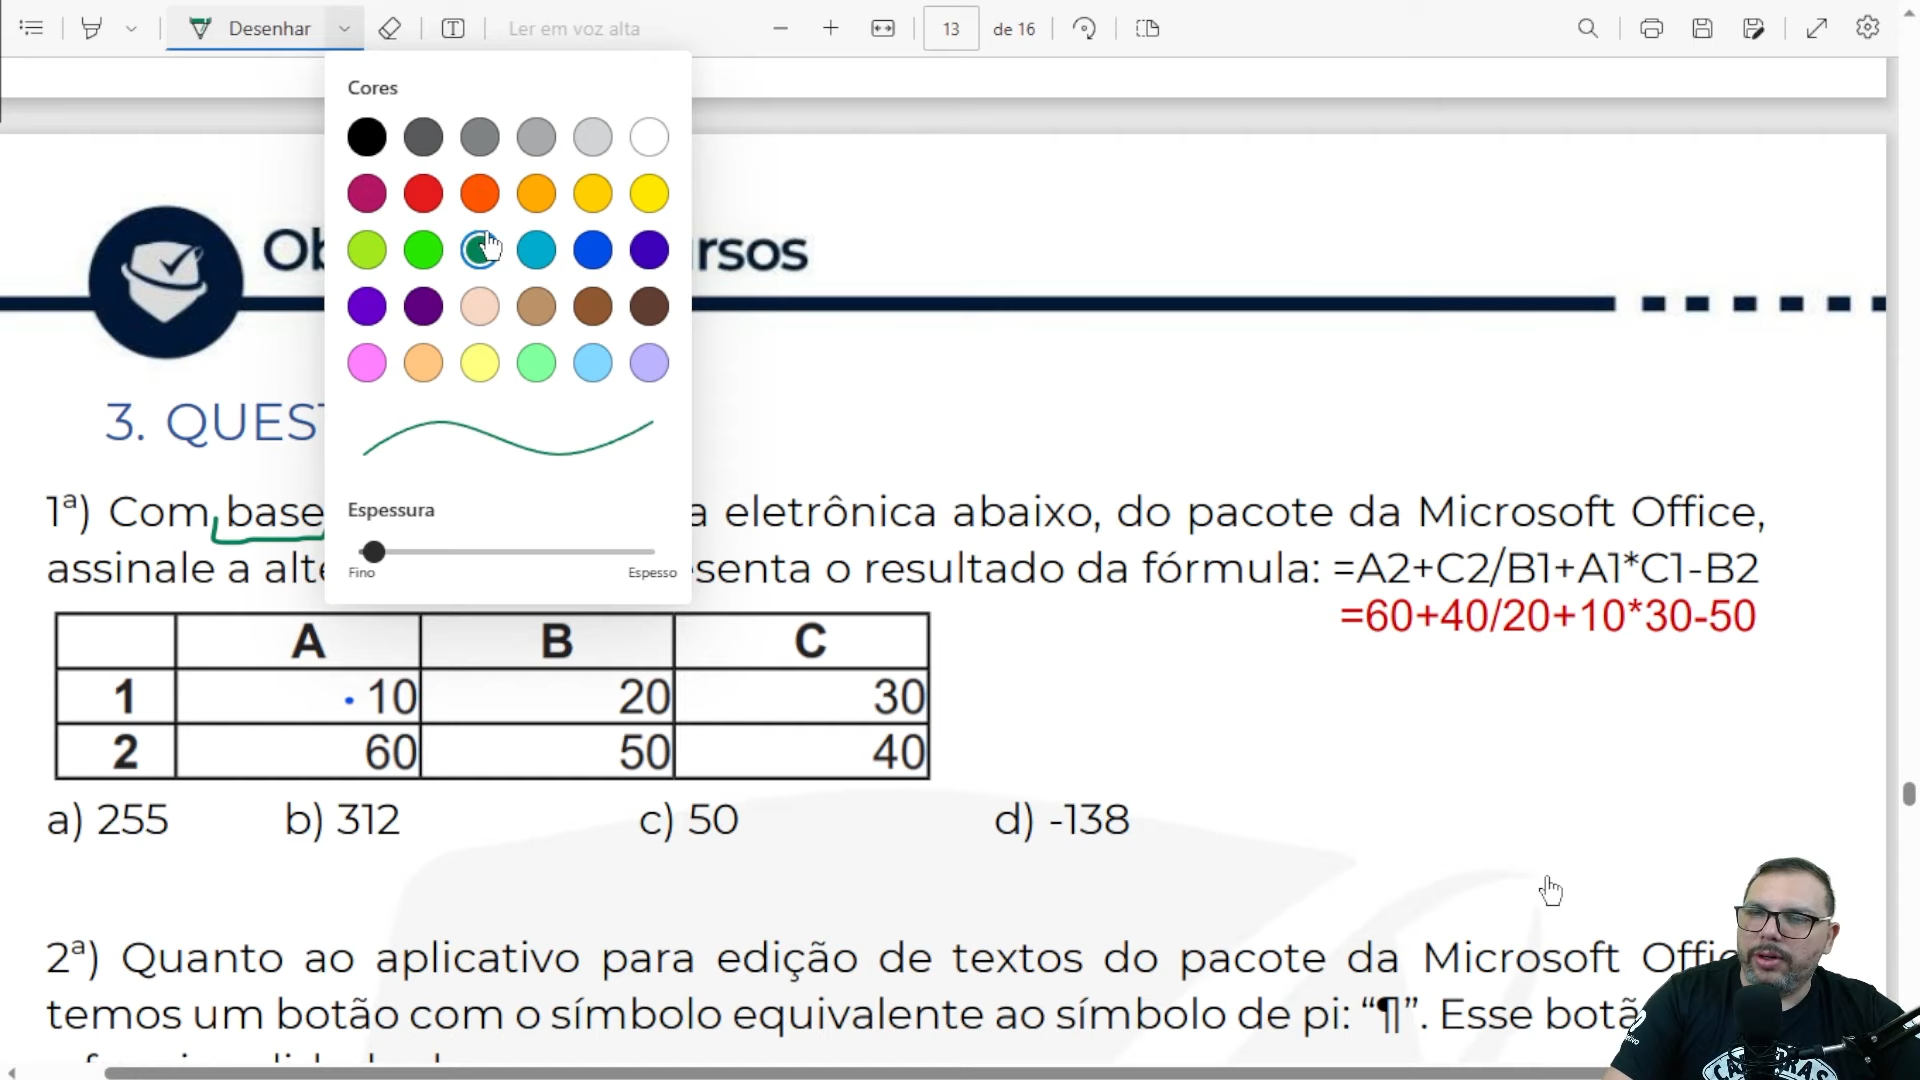 Desenhar
Ler em voz alta
13 de 16
Cores
Ob
rsos
3. QUEST
1ª) Com base a eletrônica abaixo, do pacote da Microsoft Office,
Espessura
assinale a alte senta o resultado da fórmula: =A2+C2/B1+A1*C1-B2
Fino Espesso
=60+40/20+10*30-50
A B C
1 10 20 30
2 60 50 40
a) 255 b) 312 c) 50 d) -138
2ª) Quanto ao aplicativo para edição de textos do pacote da Microsoft Offic
temos um botão com o símbolo equivalente ao símbolo de pi: “¶”. Esse botã